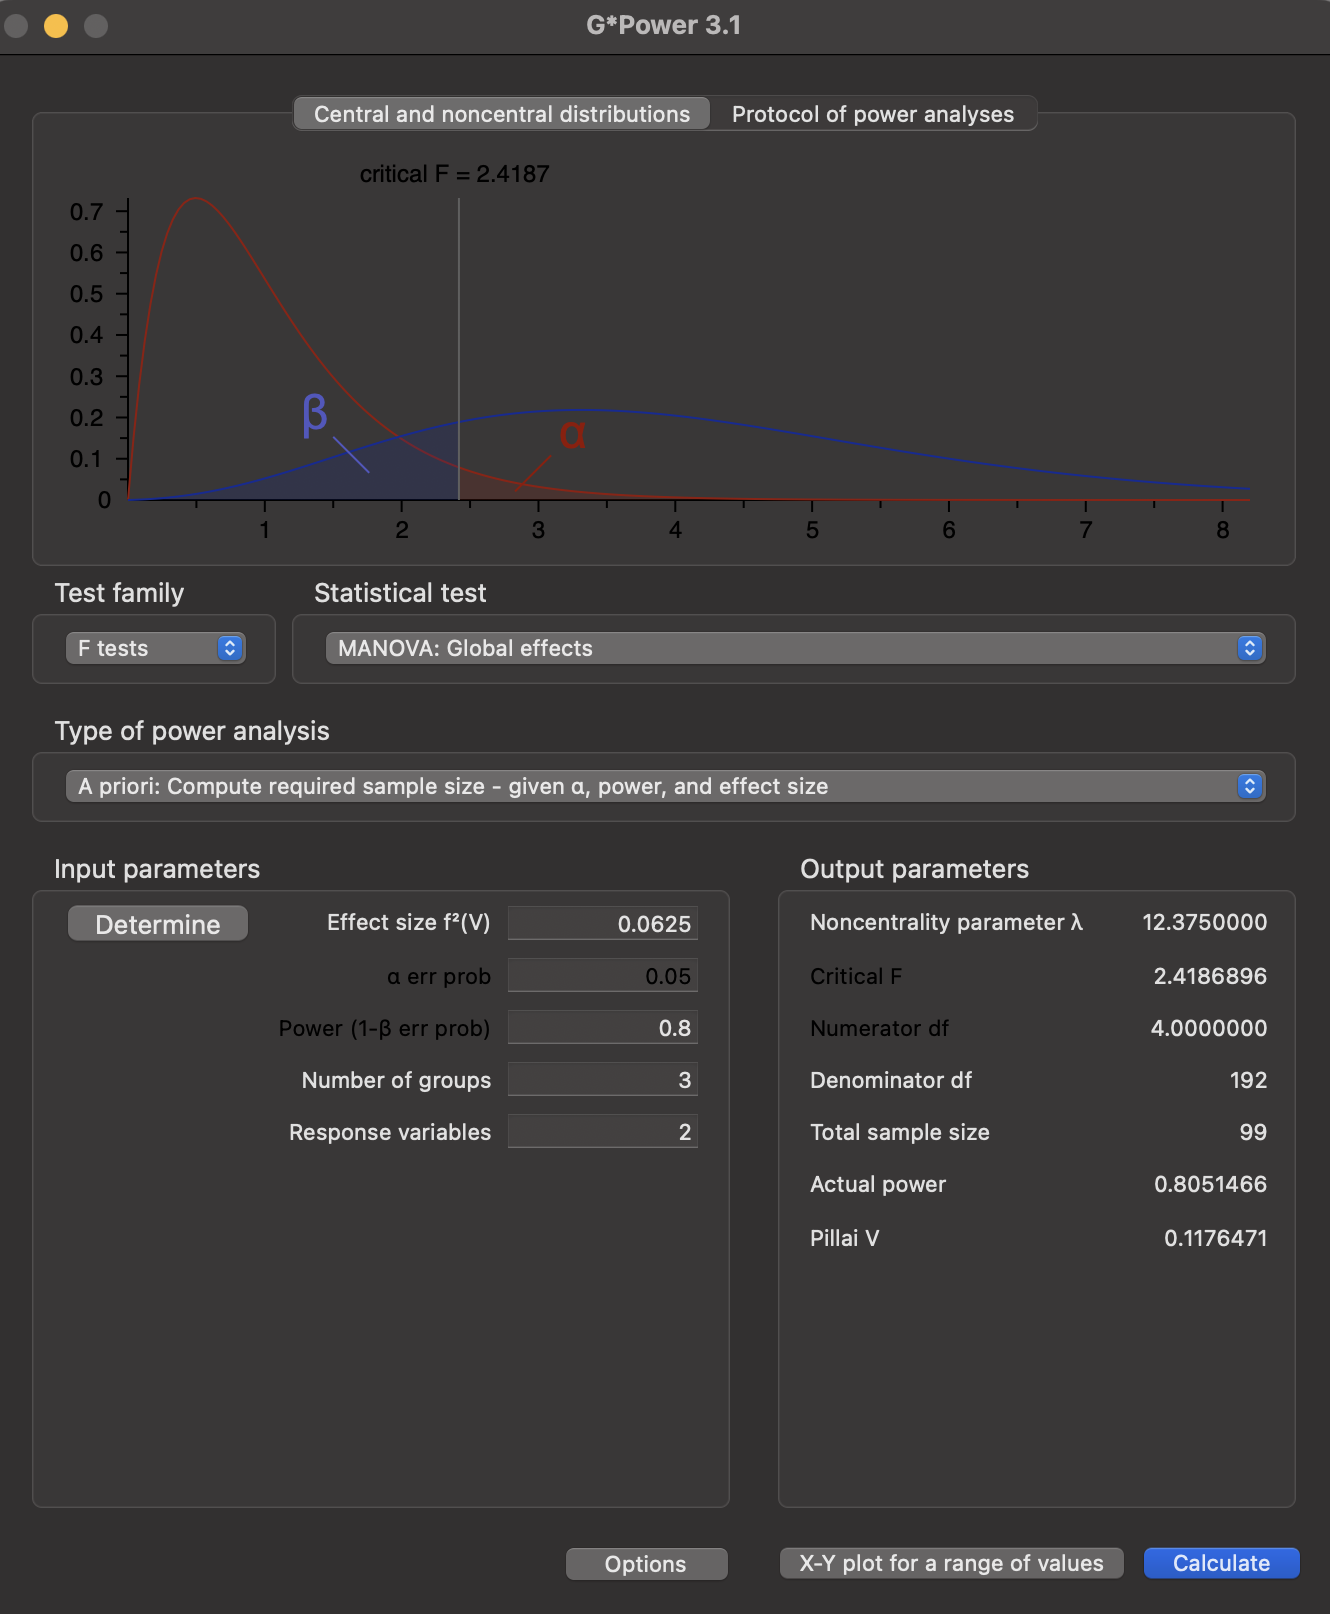 G*Power 3.1
Central and noncentral distributions
Protocol of power analyses
critical F = 2.4187
0.7
0.6
0.5
0.4
0.3
0.2
0.1
0
β
α
1 2 3 4 5 6 7 8
Test family
Statistical test
F tests
MANOVA: Global effects
Type of power analysis
A priori: Compute required sample size - given α, power, and effect size
Input parameters
Output parameters
Determine
Effect size f²(V) 0.0625
α err prob 0.05
Power (1-β err prob) 0.8
Number of groups 3
Response variables 2
Noncentrality parameter λ 12.3750000
Critical F 2.4186896
Numerator df 4.0000000
Denominator df 192
Total sample size 99
Actual power 0.8051466
Pillai V 0.1176471
Options
X-Y plot for a range of values
Calculate